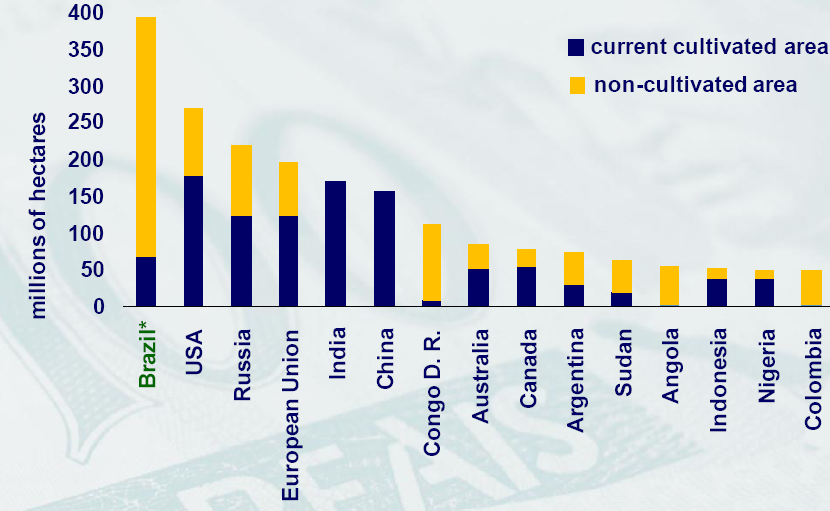 400
350
300
250
200
150
100
50
0
millions of hectares
current cultivated area
non-cultivated area
Brazil*
USA
Russia
European Union
India
China
Congo D. R.
Australia
Canada
Argentina
Sudan
Angola
Indonesia
Nigeria
Colombia
REAIS